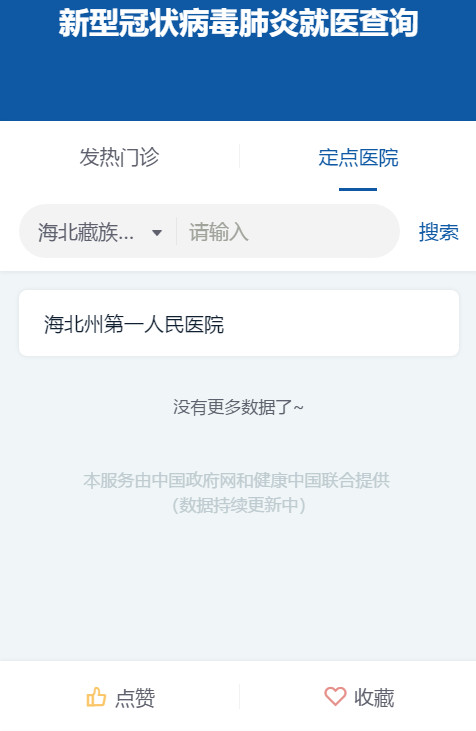 新型冠状病毒肺炎就医查询
发热门诊
定点医院
海北藏族...
请输入
搜索
海北州第一人民医院
没有更多数据了~
本服务由中国政府网和健康中国联合提供
（数据持续更新中）
点赞
收藏